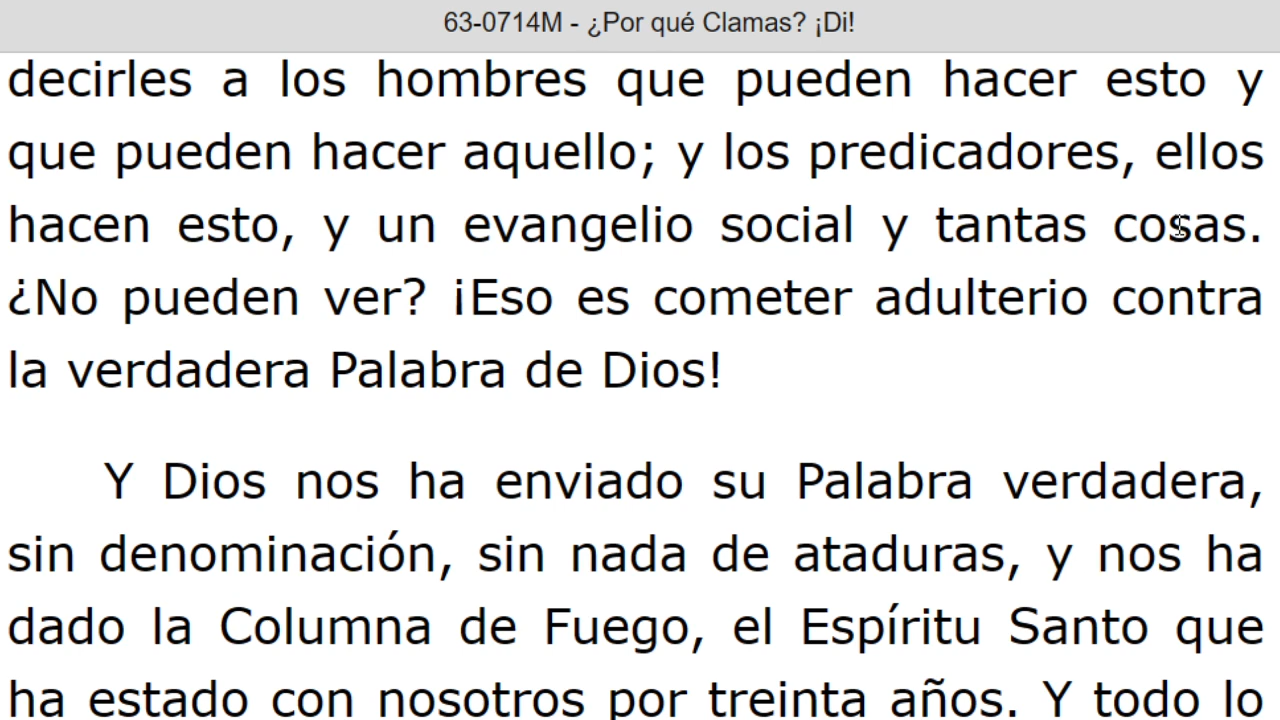 63-0714M - ¿Por qué Clamas? ¡Di!
decirles a los hombres que pueden hacer esto y
que pueden hacer aquello; y los predicadores, ellos
hacen esto, y un evangelio social y tantas cosas.
¿No pueden ver? ¡Eso es cometer adulterio contra
la verdadera Palabra de Dios!
Y Dios nos ha enviado su Palabra verdadera,
sin denominación, sin nada de ataduras, y nos ha
dado la Columna de Fuego, el Espíritu Santo que
ha estado con nosotros por treinta años. Y todo lo